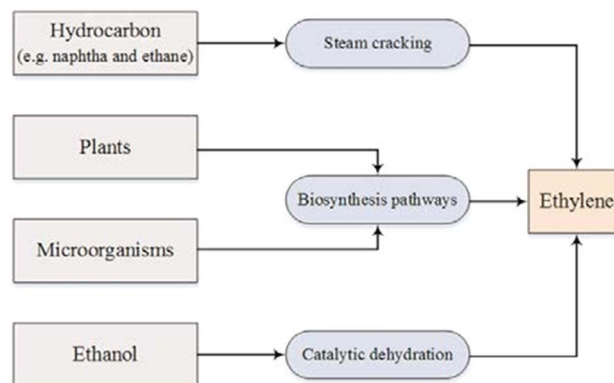 Hydrocarbon
(e.g. naphtha and ethane)
Steam cracking
Plants
Biosynthesis pathways
Ethylene
Microorganisms
Ethanol
Catalytic dehydration